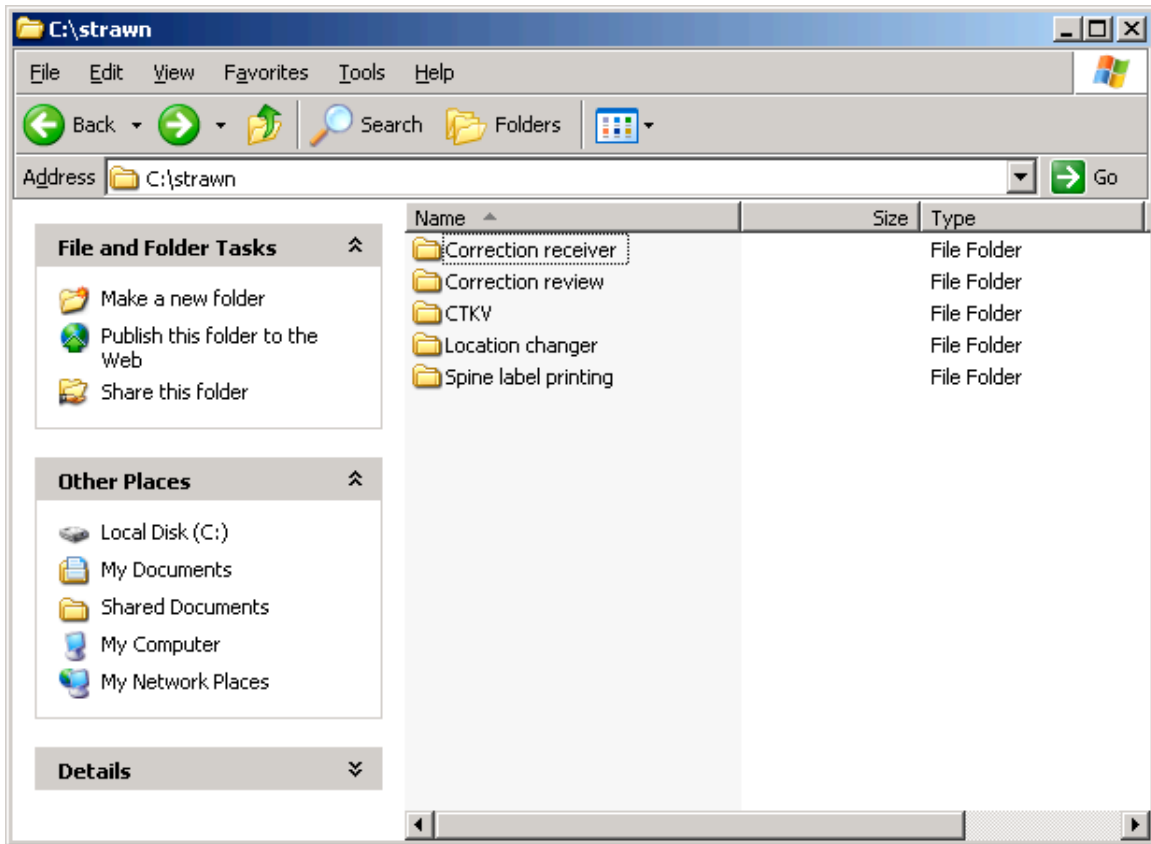 C:\strawn
File Edit View Favorites Tools Help
Back Search Folders
Address C:\strawn Go
File and Folder Tasks
Make a new folder
Publish this folder to the
Web
Share this folder
Other Places
Local Disk (C:)
My Documents
Shared Documents
My Computer
My Network Places
Details
Name Size Type
Correction receiver File Folder
Correction review File Folder
CTKV File Folder
Location changer File Folder
Spine label printing File Folder